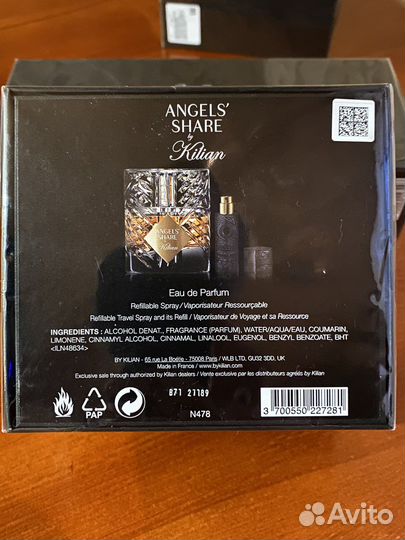 ANGELS'
SHARE
by
Kilian
ANGELS'
SHARE
by
Kilian
Eau de Parfum
Refillable Spray / Vaporisateur Ressourçable
Refillable Travel Spray and its Refill / Vaporisateur de Voyage et sa Ressource
INGREDIENTS : ALCOHOL DENAT., FRAGRANCE (PARFUM), WATER/AQUA/EAU, COUMARIN,
LIMONENE, CINNAMYL ALCOHOL, CINNAMAL, LINALOOL, EUGENOL, BENZYL BENZOATE, BHT
<ILN48634>
BY KILIAN - 65 rue La Boétie - 75008 Paris / WLB LTD, GU32 3DD, UK
Made in France / www.bykilian.com
Exclusive sale through authorized by Kilian dealers / Vente exclusive par les distributeurs agréés by Kilian
871 21189
PAP
N478
3 700550 227281
Avito